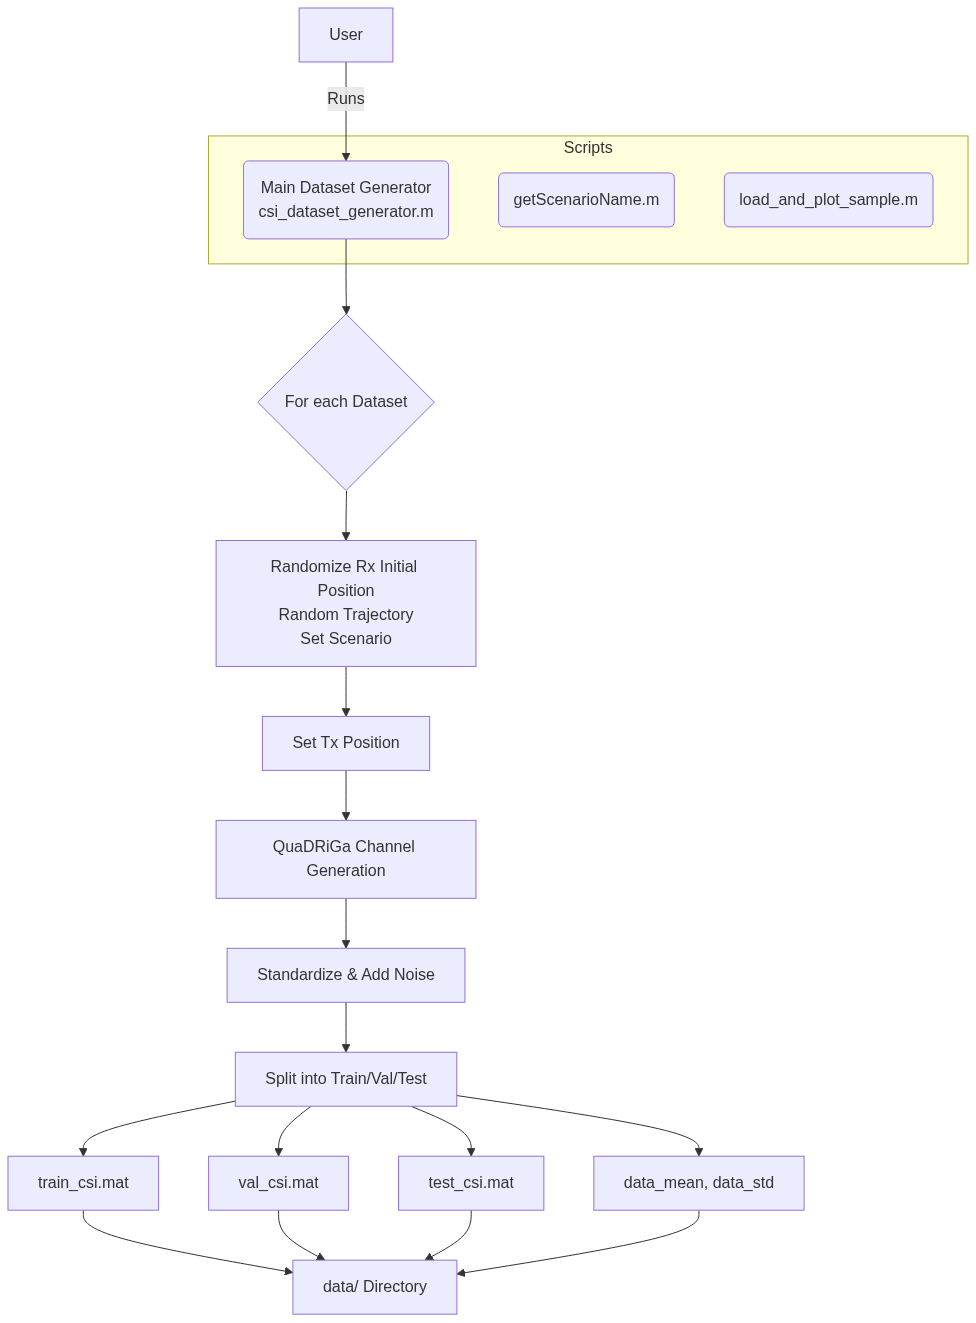 User
Runs
Scripts
Main Dataset Generator
csi_dataset_generator.m
getScenarioName.m
load_and_plot_sample.m
For each Dataset
Randomize Rx Initial
Position
Random Trajectory
Set Scenario
Set Tx Position
QuaDRiGa Channel
Generation
Standardize & Add Noise
Split into Train/Val/Test
train_csi.mat
val_csi.mat
test_csi.mat
data_mean, data_std
data/ Directory